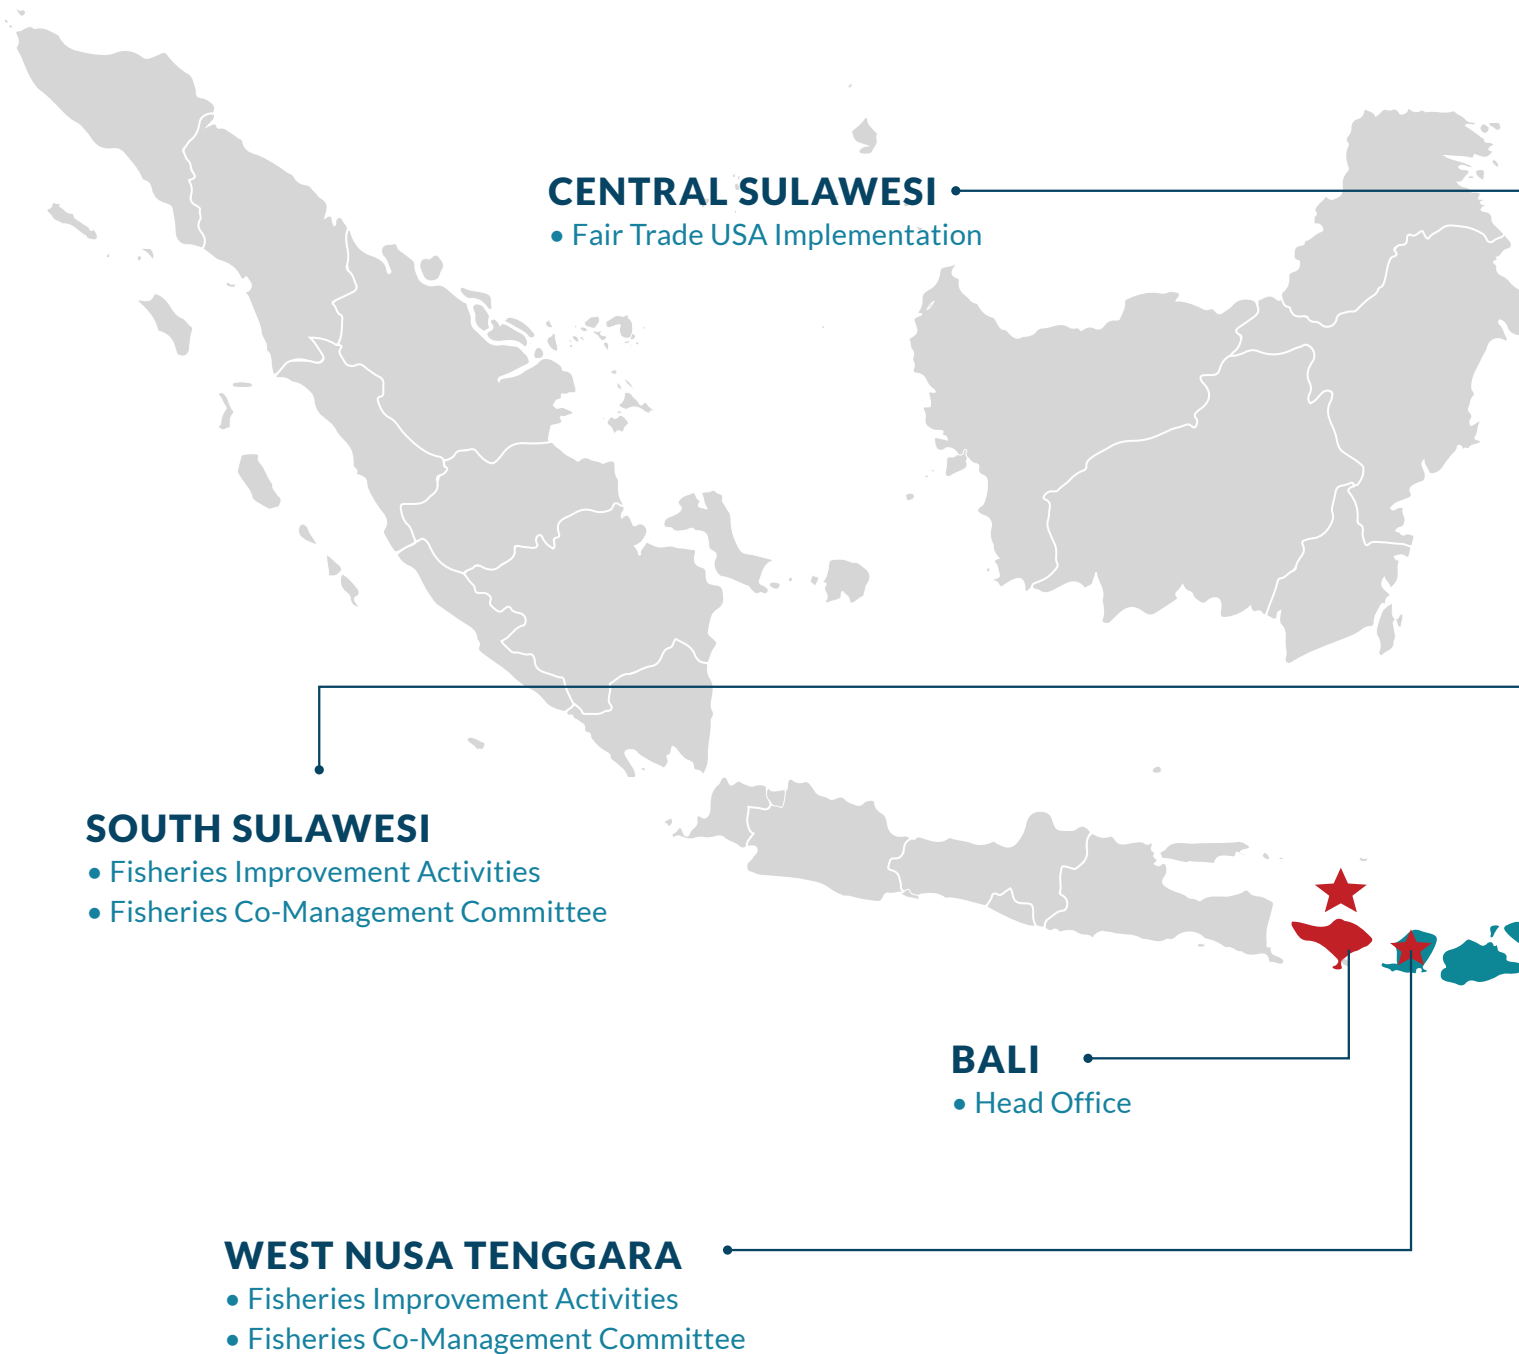 CENTRAL SULAWESI
• Fair Trade USA Implementation
SOUTH SULAWESI
• Fisheries Improvement Activities
• Fisheries Co-Management Committee
BALI
• Head Office
WEST NUSA TENGGARA
• Fisheries Improvement Activities
• Fisheries Co-Management Committee